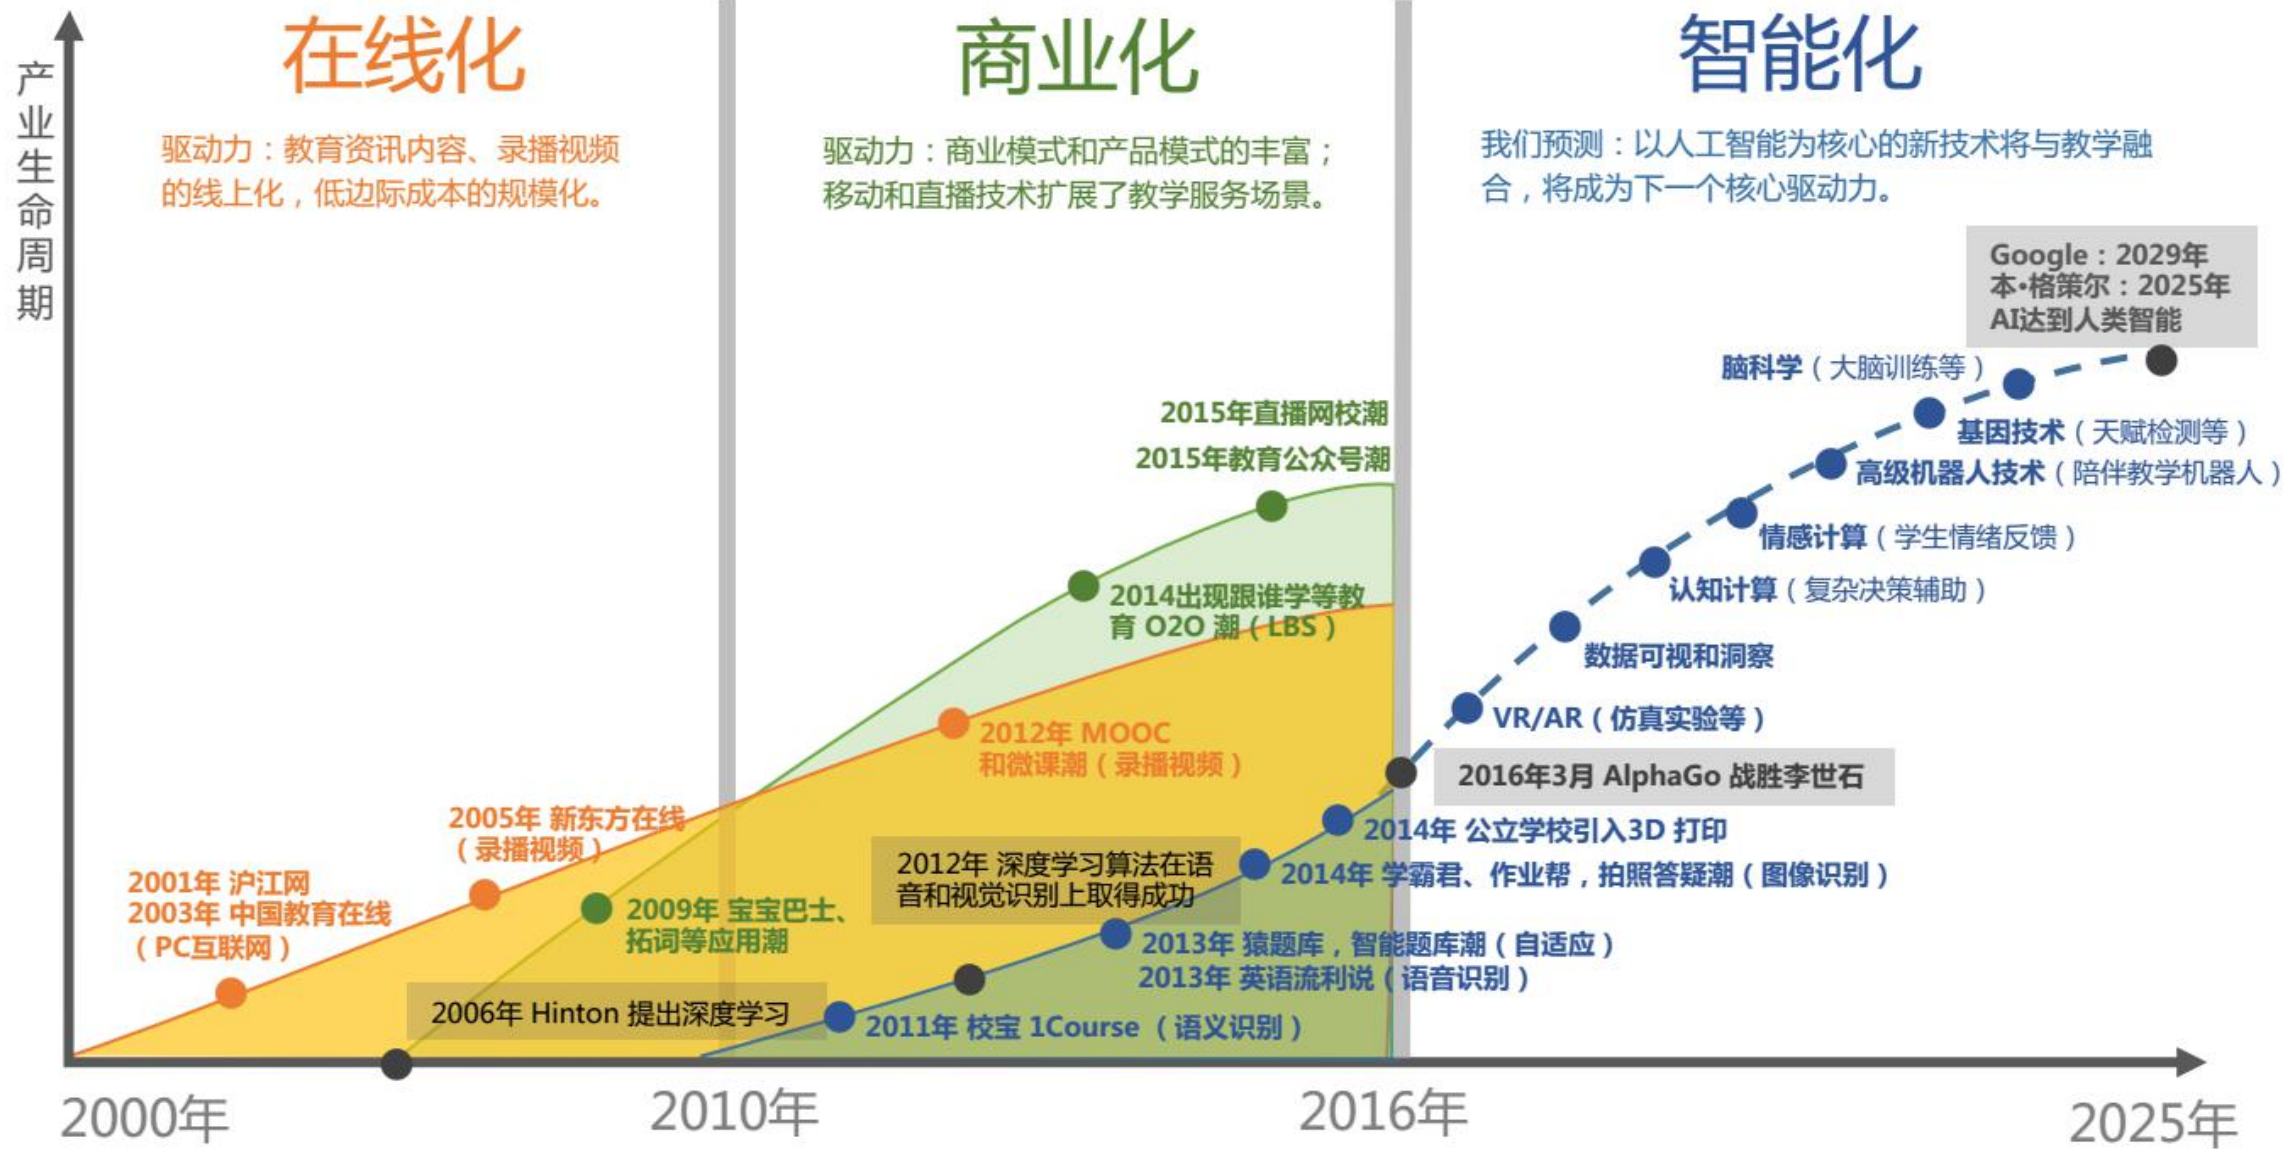 产业生命周期
在线化
驱动力：教育资讯内容、录播视频
的线上化，低边际成本的规模化。
商业化
驱动力：商业模式和产品模式的丰富；
移动和直播技术扩展了教学服务场景。
智能化
我们预测：以人工智能为核心的新技术将与教学融
合，将成为下一个核心驱动力。
Google：2029年
本•格策尔：2025年
AI达到人类智能
脑科学（大脑训练等）
基因技术（天赋检测等）
高级机器人技术（陪伴教学机器人）
情感计算（学生情绪反馈）
认知计算（复杂决策辅助）
数据可视和洞察
VR/AR（仿真实验等）
2016年3月 AlphaGo 战胜李世石
2015年直播网校潮
2015年教育公众号潮
2014出现跟谁学等教
育 O2O 潮（LBS）
2012年 MOOC
和微课潮（录播视频）
2005年 新东方在线
（录播视频）
2001年 沪江网
2003年 中国教育在线
（PC互联网）
2009年 宝宝巴士、
拓词等应用潮
2012年 深度学习算法在语
音和视觉识别上取得成功
2014年 公立学校引入3D 打印
2014年 学霸君、作业帮，拍照答疑潮（图像识别）
2013年 猿题库，智能题库潮（自适应）
2013年 英语流利说（语音识别）
2006年 Hinton 提出深度学习
2011年 校宝 1Course （语义识别）
2000年
2010年
2016年
2025年